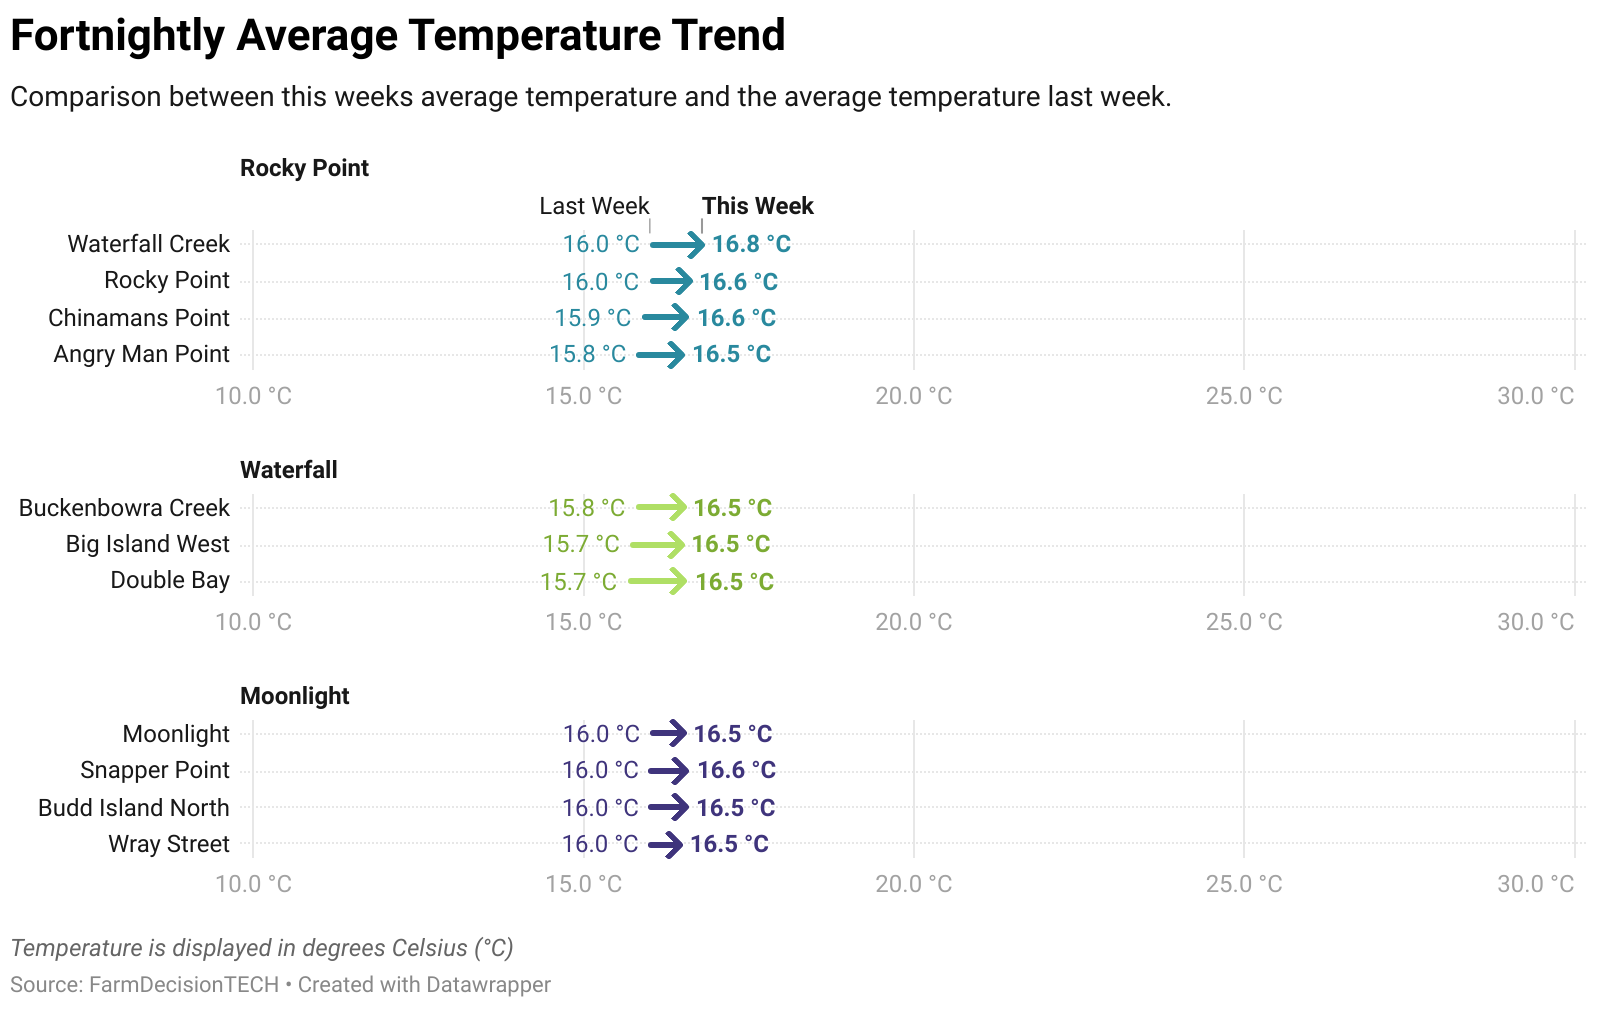 Fortnightly Average Temperature Trend
Comparison between this weeks average temperature and the average temperature last week.
Rocky Point
Last Week This Week
Waterfall Creek 16.0 °C 16.8 °C
Rocky Point 16.0 °C 16.6 °C
Chinamans Point 15.9 °C 16.6 °C
Angry Man Point 15.8 °C 16.5 °C
10.0 °C 15.0 °C 20.0 °C 25.0 °C 30.0 °C
Waterfall
Buckenbowra Creek 15.8 °C 16.5 °C
Big Island West 15.7 °C 16.5 °C
Double Bay 15.7 °C 16.5 °C
10.0 °C 15.0 °C 20.0 °C 25.0 °C 30.0 °C
Moonlight
Moonlight 16.0 °C 16.5 °C
Snapper Point 16.0 °C 16.6 °C
Budd Island North 16.0 °C 16.5 °C
Wray Street 16.0 °C 16.5 °C
10.0 °C 15.0 °C 20.0 °C 25.0 °C 30.0 °C
Temperature is displayed in degrees Celsius (°C)
Source: FarmDecisionTECH • Created with Datawrapper